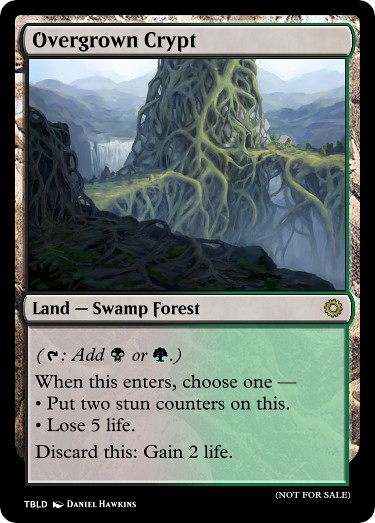 Overgrown Crypt
Land — Swamp Forest
(: Add or .)
When this enters, choose one —
• Put two stun counters on this.
• Lose 5 life.
Discard this: Gain 2 life.
(NOT FOR SALE)
TBLD Daniel Hawkins